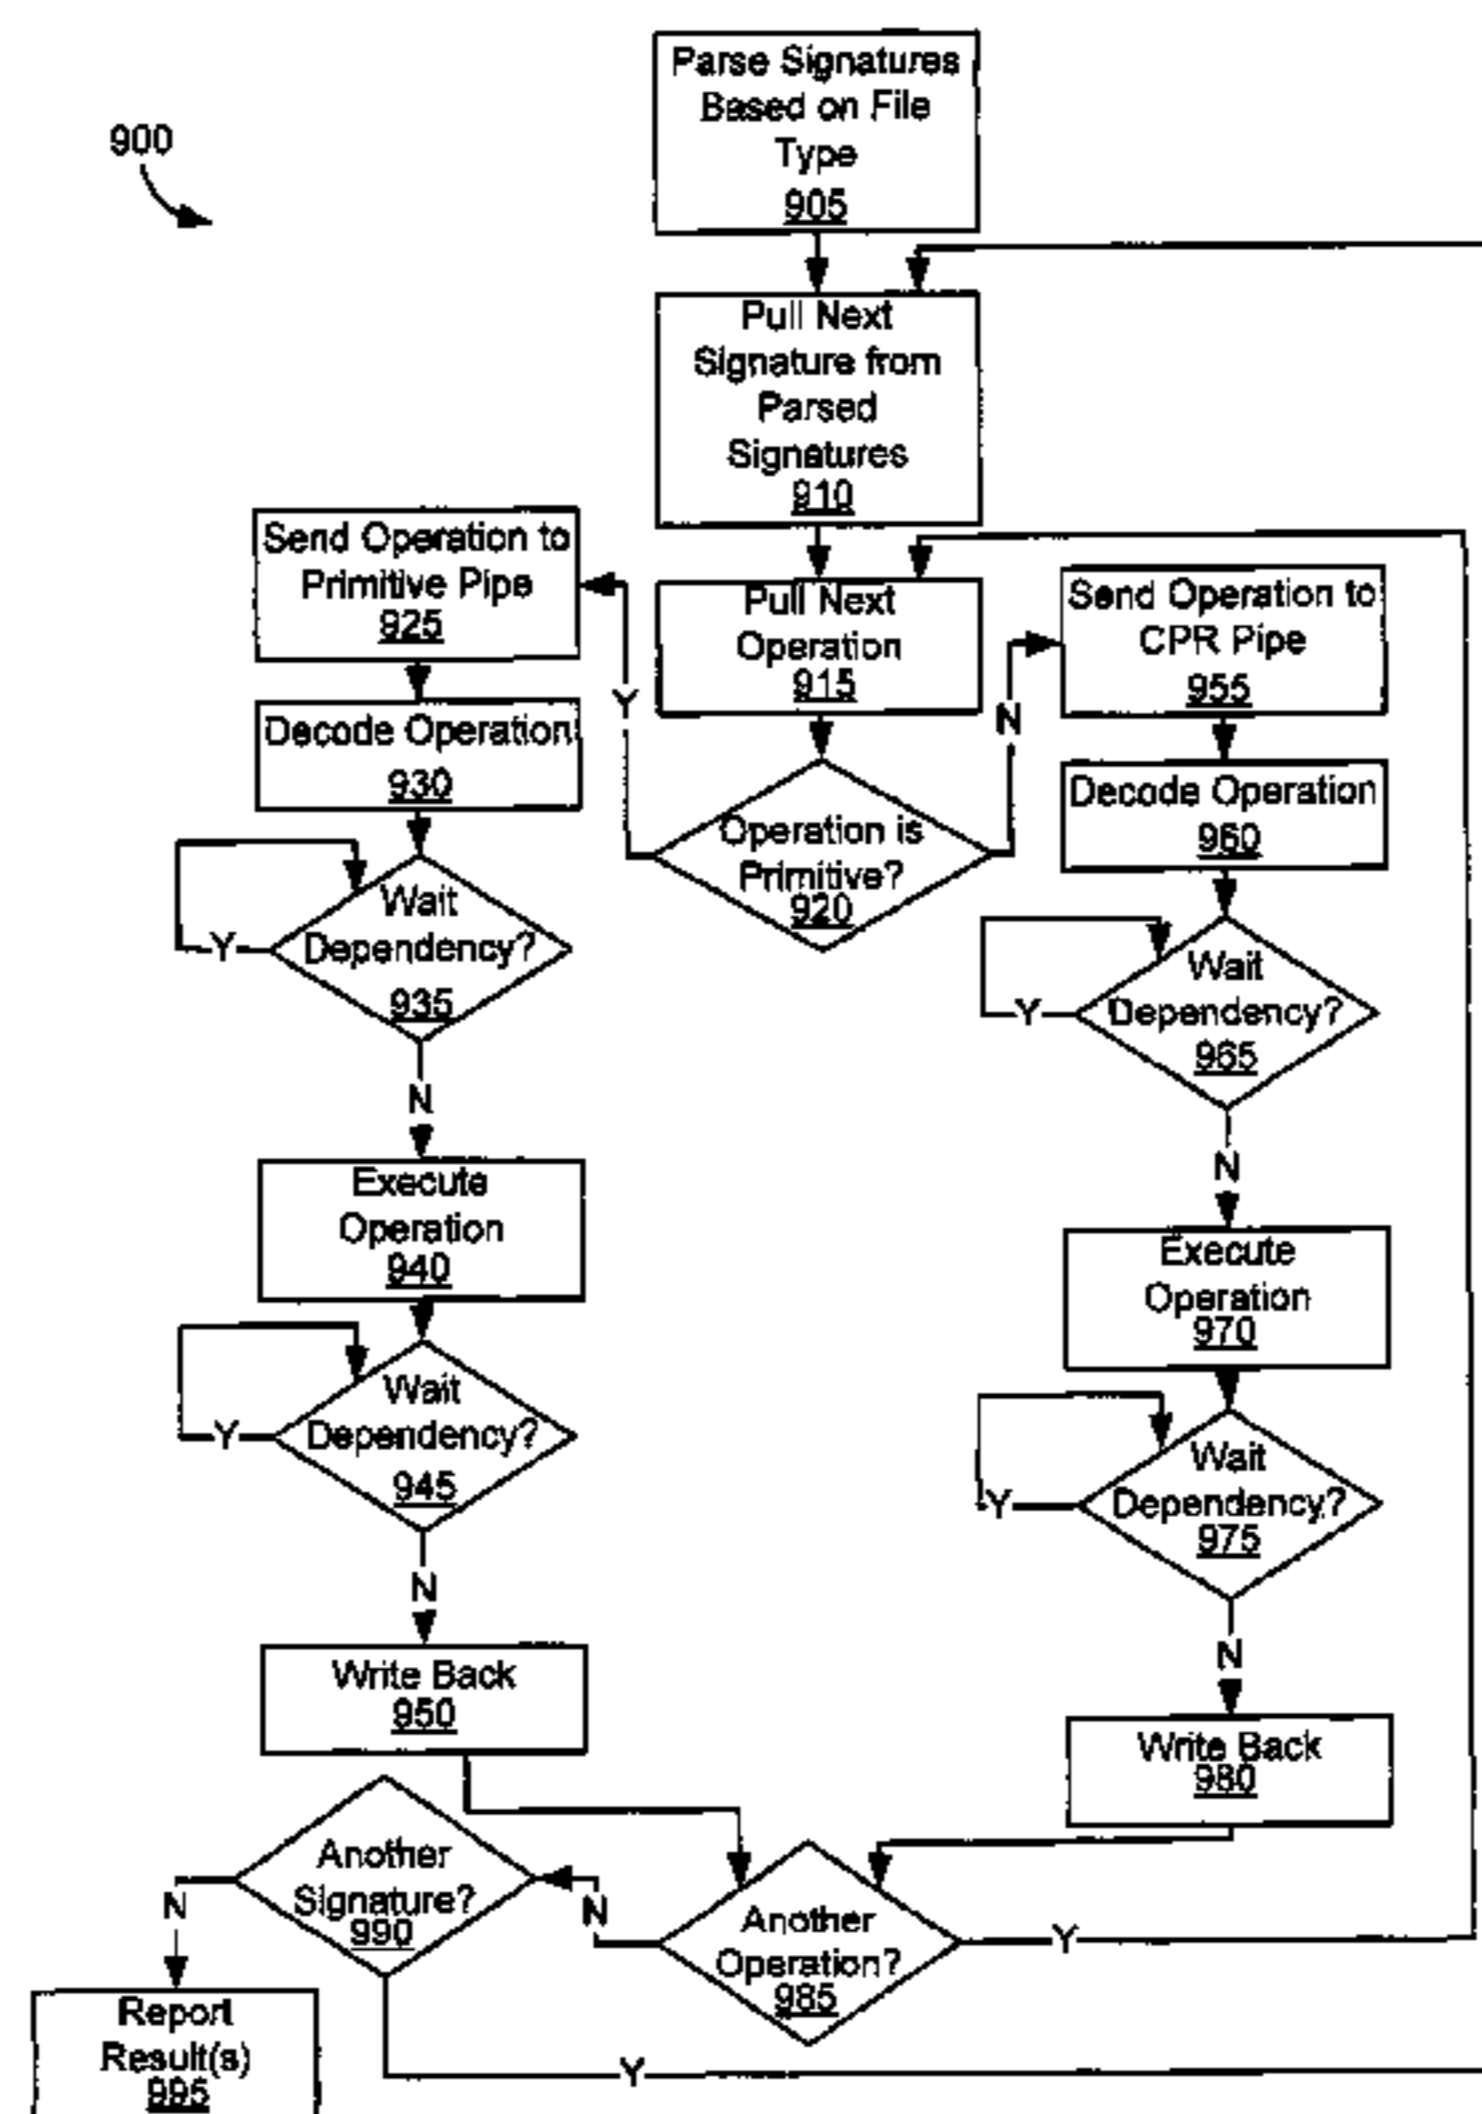 900
Parse Signatures
Based on File
Type
905
Pull Next
Signature from
Parsed
Signatures
910
Send Operation to
Primitive Pipe
925
Pull Next
Operation
915
Send Operation to
CPR Pipe
955
Y
N
Decode Operation
930
Operation is
Primitive?
920
Decode Operation
960
Wait
Dependency?
935
Y
Wait
Dependency?
965
Y
N
N
Execute
Operation
940
Execute
Operation
970
Wait
Dependency?
945
Y
Wait
Dependency?
975
Y
N
N
Write Back
950
Write Back
980
Another
Signature?
990
N
N
Another
Operation?
985
Y
Report
Result(s)
995
Y